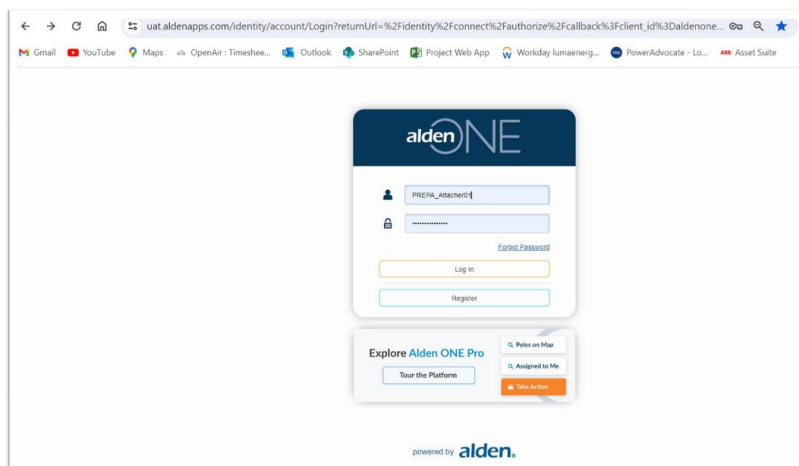 uat.aldenapps.com/identity/account/Login?returnUrl=%2Fidentity%2Fconnect%2Fauthorize%2Fcallback%3Fclient_id%3Daldenone...
Gmail YouTube Maps OpenAir : Timeshee... Outlook SharePoint Project Web App Workday lumaenerg... PowerAdvocate - Lo... ABB Asset Suite
alden ONE
PREPA_Attacher01
Forgot Password
Log In
Register
Explore Alden ONE Pro
Tour the Platform
Poles on Map
Assigned to Me
Take Action
powered by alden.